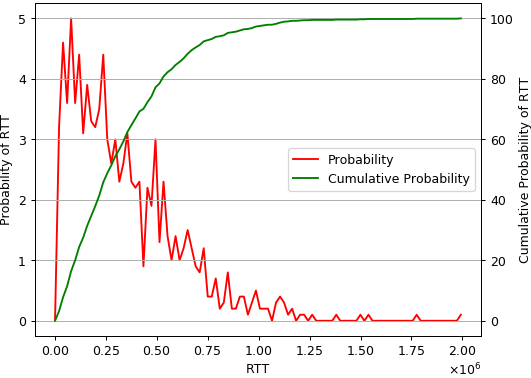 5
4
3
2
1
0
Probability of RTT
100
80
60
40
20
0
Cumulative Probability of RTT
Probability
Cumulative Probability
0.00 0.25 0.50 0.75 1.00 1.25 1.50 1.75 2.00
×10⁶
RTT